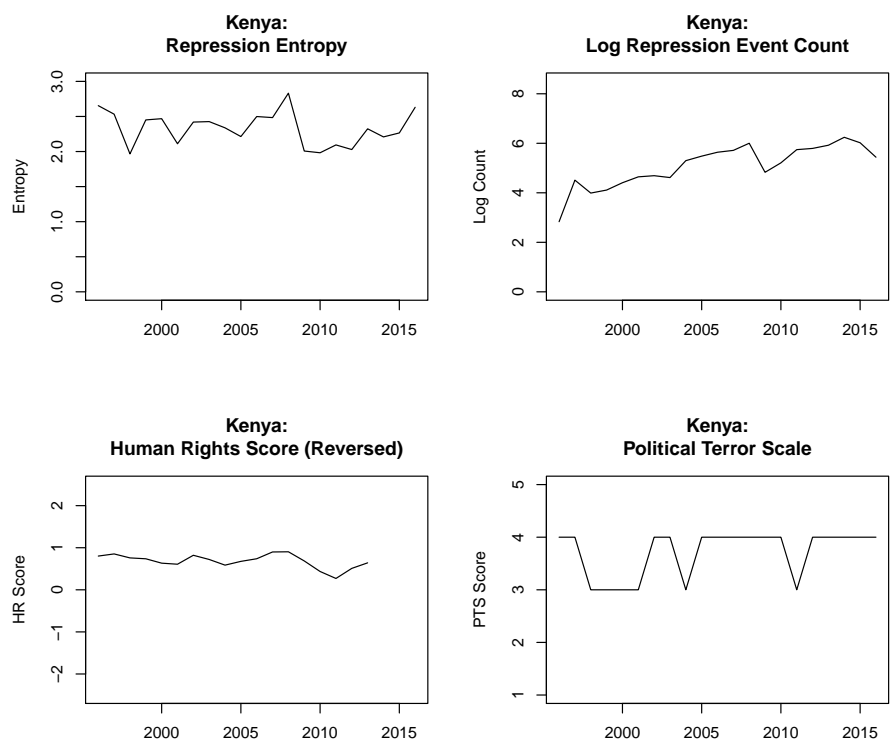 Kenya:
Repression Entropy
Entropy
0.0 1.0 2.0 3.0
2000 2005 2010 2015
Kenya:
Log Repression Event Count
Log Count
0 2 4 6 8
2000 2005 2010 2015
Kenya:
Human Rights Score (Reversed)
HR Score
−2 −1 0 1 2
2000 2005 2010 2015
Kenya:
Political Terror Scale
PTS Score
1 2 3 4 5
2000 2005 2010 2015